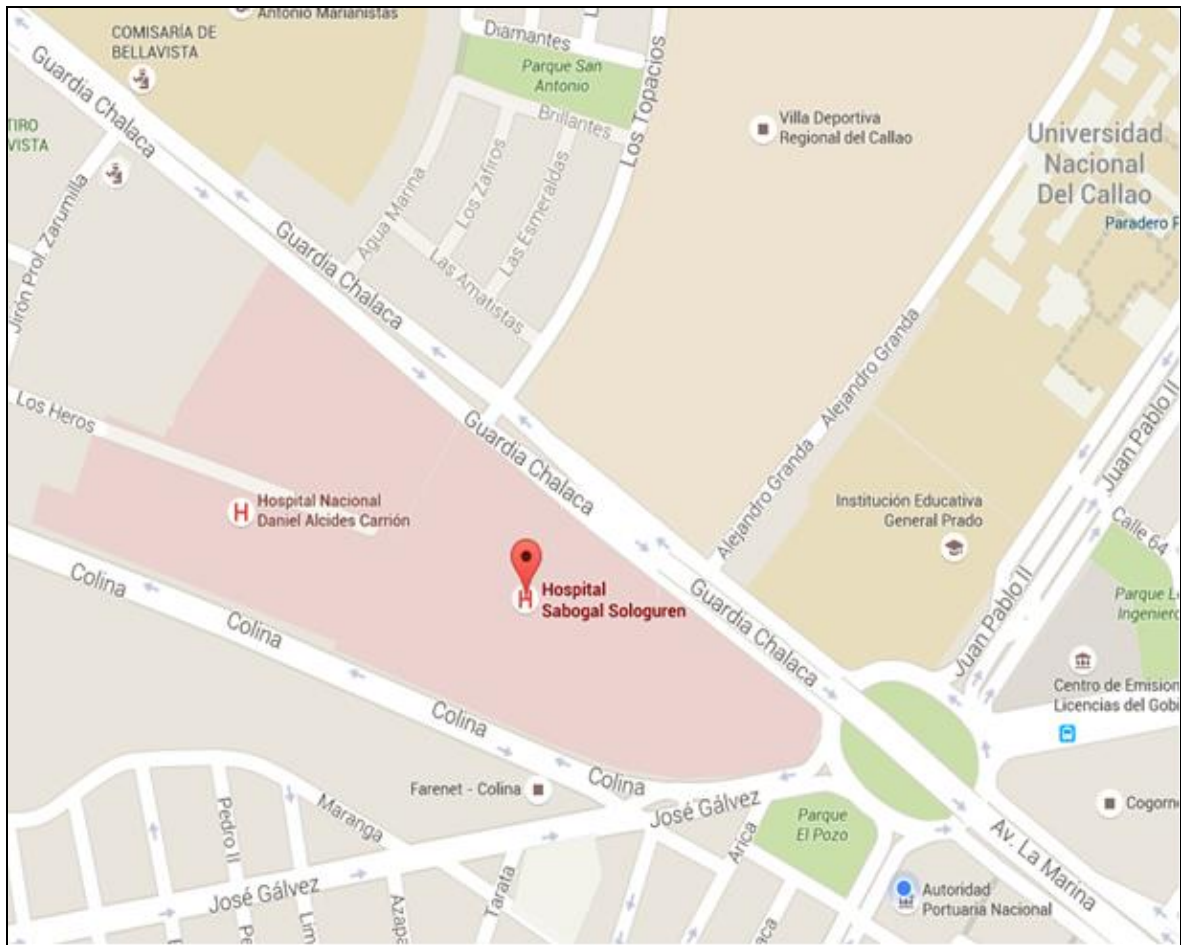 Antonio Marianistas
COMISARÍA DE
BELLAVISTA
Guardia Chalaca
TIRO
VISTA
Jirón Prol. Zarumilla
Diamantes
Parque San
Antonio
Brillantes
Los Topacios
Agua Marina
Los Zafiros
Las Esmeraldas
Las Amatistas
Villa Deportiva
Regional del Callao
Universidad
Nacional
Del Callao
Paradero
Guardia Chalaca
Alejandro Granda
Alejandro Granda
Juan Pablo II
Los Heros
Guardia Chalaca
Hospital Nacional
Daniel Alcides Carrión
H
Institución Educativa
General Prado
Calle 64
Colina
Hospital
Sabogal Sologuren
H
Guardia Chalaca
Juan Pablo II
Parque
Colina
Centro de
Licencias del
Colina
Colina
Farenet - Colina
José Gálvez
Maranga
Pedro II
Parque
El Pozo
Arica
Av. La Marina
José Gálvez
Tarata
Autoridad
Portuaria Nacional